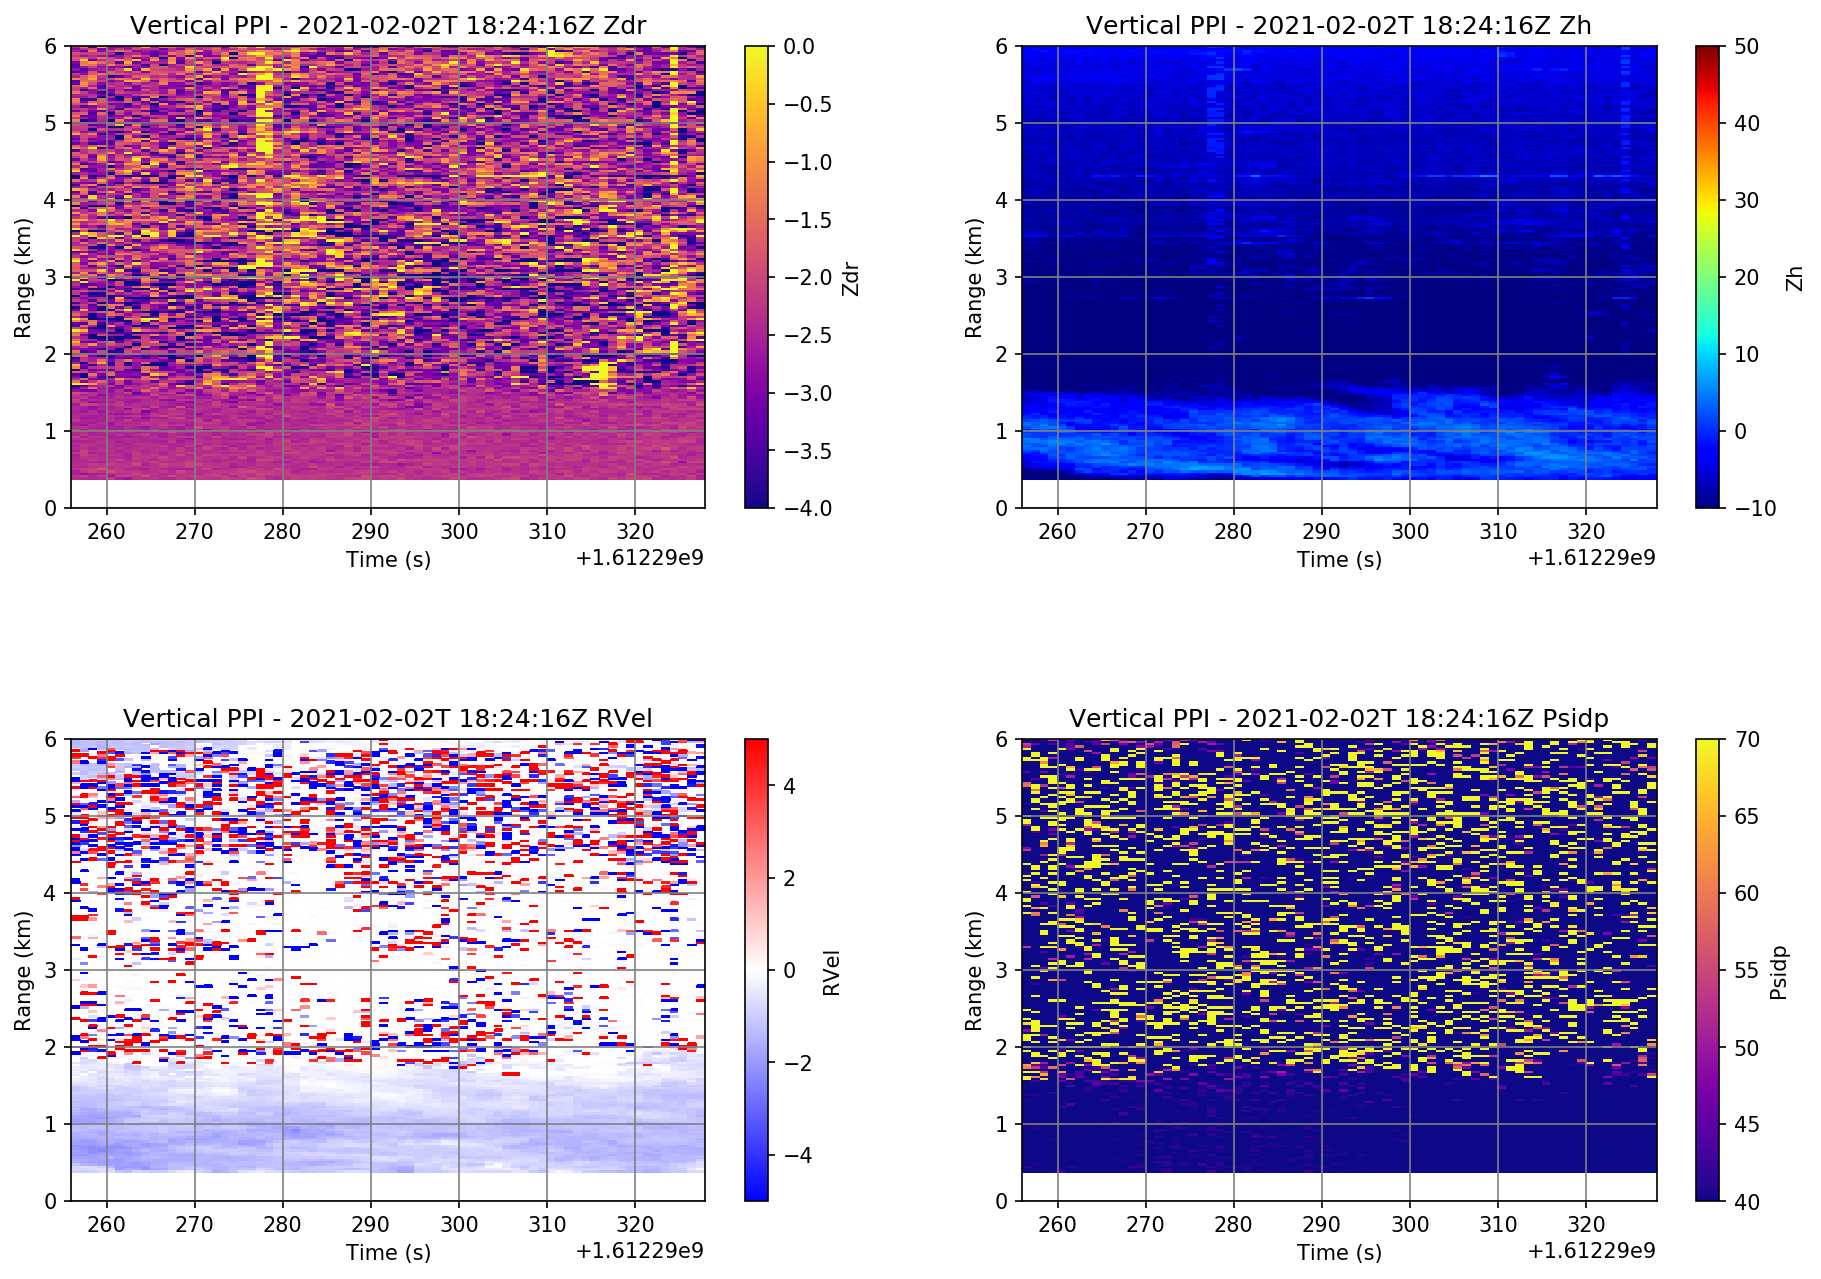 Vertical PPI - 2021-02-02T 18:24:16Z Zdr
6
5
4
3
2
1
0
Range (km)
260 270 280 290 300 310 320
Time (s)
+1.61229e9
0.0
−0.5
−1.0
−1.5
−2.0
−2.5
−3.0
−3.5
−4.0
Zdr
Vertical PPI - 2021-02-02T 18:24:16Z Zh
6
5
4
3
2
1
0
Range (km)
260 270 280 290 300 310 320
Time (s)
+1.61229e9
50
40
30
20
10
0
−10
Zh
Vertical PPI - 2021-02-02T 18:24:16Z RVel
6
5
4
3
2
1
0
Range (km)
260 270 280 290 300 310 320
Time (s)
+1.61229e9
4
2
0
−2
−4
RVel
Vertical PPI - 2021-02-02T 18:24:16Z Psidp
6
5
4
3
2
1
0
Range (km)
260 270 280 290 300 310 320
Time (s)
+1.61229e9
70
65
60
55
50
45
40
Psidp